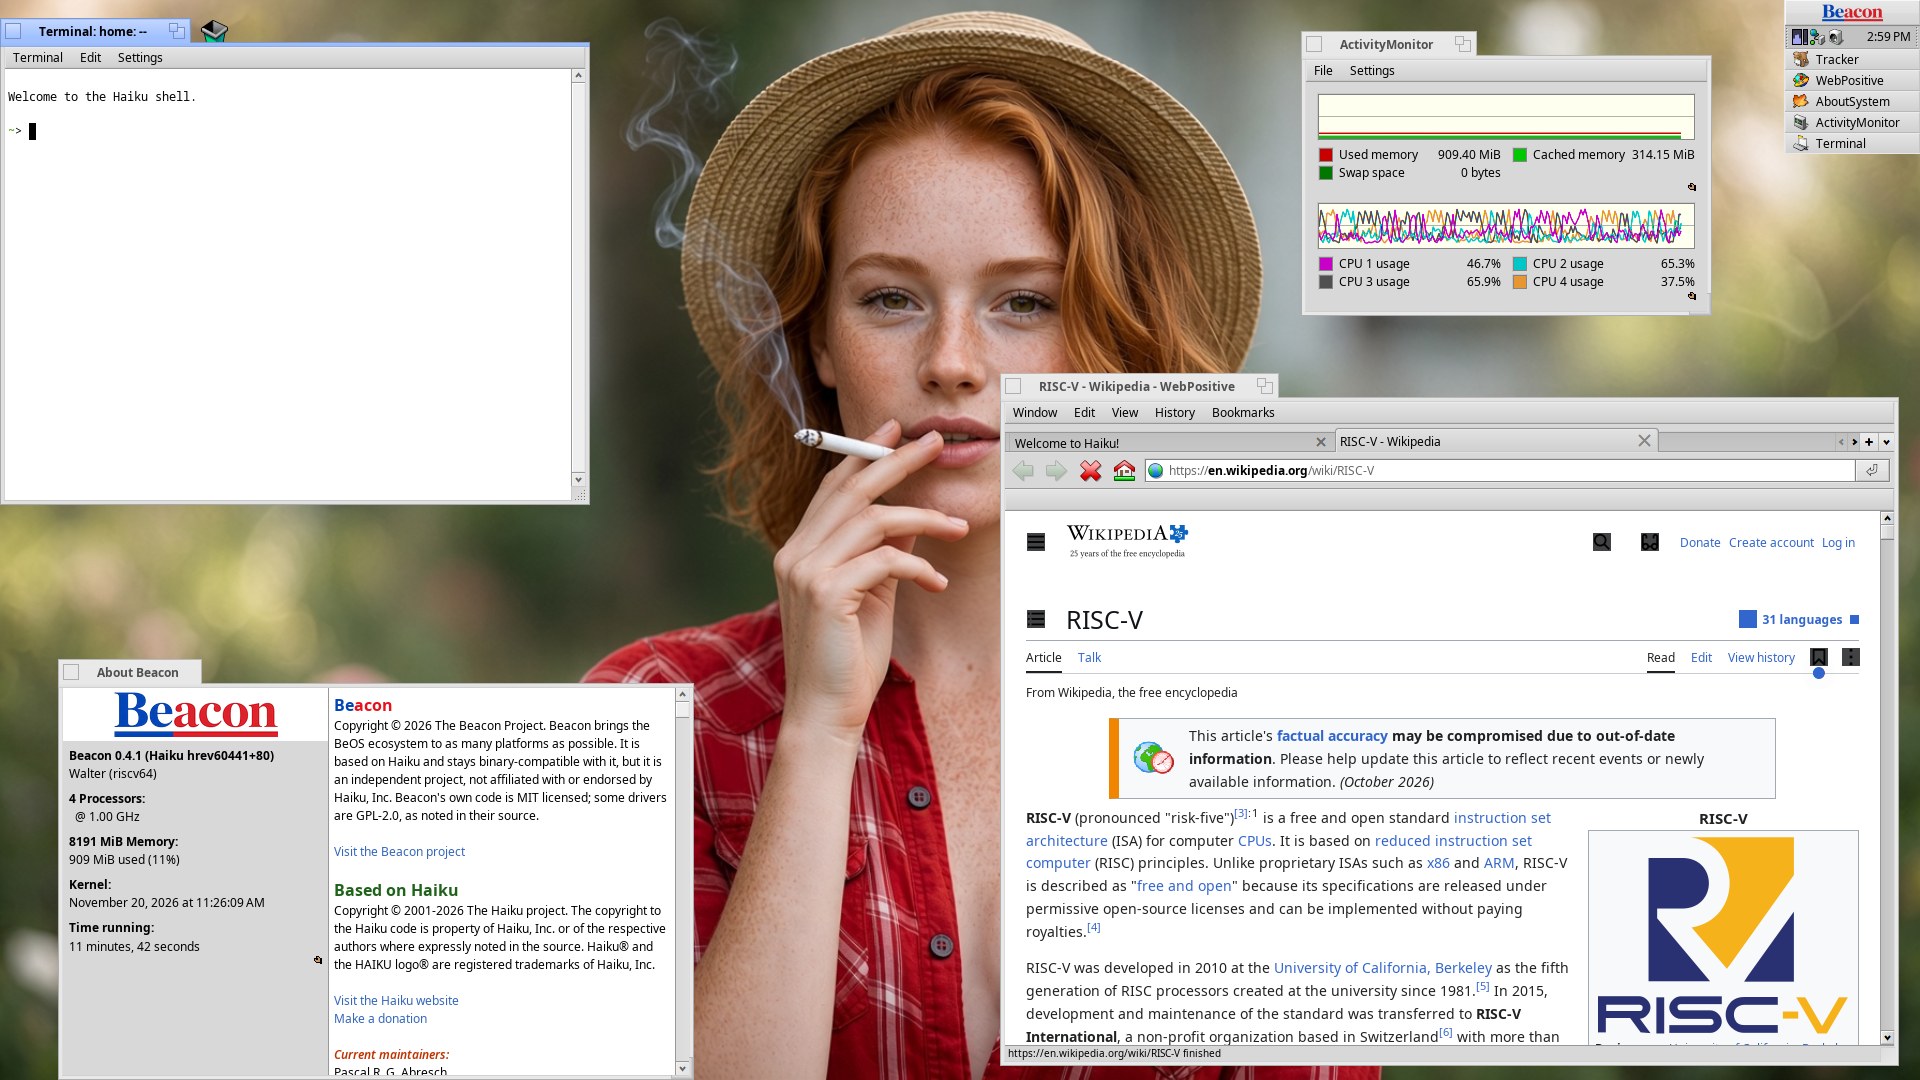 Terminal: home: --
Terminal Edit Settings
Welcome to the Haiku shell.
~>
ActivityMonitor
File Settings
Used memory 909.40 MiB Cached memory 314.15 MiB
Swap space 0 bytes
CPU 1 usage 46.7% CPU 2 usage 65.3%
CPU 3 usage 65.9% CPU 4 usage 37.5%
Beacon
2:59 PM
Tracker
WebPositive
AboutSystem
ActivityMonitor
Terminal
About Beacon
Beacon
Beacon 0.4.1 (Haiku hrev60441+80)
Walter (riscv64)
4 Processors:
@ 1.00 GHz
8191 MiB Memory:
909 MiB used (11%)
Kernel:
November 20, 2026 at 11:26:09 AM
Time running:
11 minutes, 42 seconds
Beacon
Copyright © 2026 The Beacon Project. Beacon brings the
BeOS ecosystem to as many platforms as possible. It is
based on Haiku and stays binary-compatible with it, but it is
an independent project, not affiliated with or endorsed by
Haiku, Inc. Beacon's own code is MIT licensed; some drivers
are GPL-2.0, as noted in their source.
Visit the Beacon project
Based on Haiku
Copyright © 2001-2026 The Haiku project. The copyright to
the Haiku code is property of Haiku, Inc. or of the respective
authors where expressly noted in the source. Haiku® and
the HAIKU logo® are registered trademarks of Haiku, Inc.
Visit the Haiku website
Make a donation
Current maintainers:
Pascal R. G. Abresch
RISC-V - Wikipedia - WebPositive
Window Edit View History Bookmarks
Welcome to Haiku! RISC-V - Wikipedia
https://en.wikipedia.org/wiki/RISC-V
WIKIPEDIA
25 years of the free encyclopedia
Donate Create account Log in
RISC-V
31 languages
Article Talk Read Edit View history
From Wikipedia, the free encyclopedia
This article's factual accuracy may be compromised due to out-of-date
information. Please help update this article to reflect recent events or newly
available information. (October 2026)
RISC-V (pronounced "risk-five")[3]:1 is a free and open standard instruction set
architecture (ISA) for computer CPUs. It is based on reduced instruction set
computer (RISC) principles. Unlike proprietary ISAs such as x86 and ARM, RISC-V
is described as "free and open" because its specifications are released under
permissive open-source licenses and can be implemented without paying
royalties.[4]
RISC-V was developed in 2010 at the University of California, Berkeley as the fifth
generation of RISC processors created at the university since 1981.[5] In 2015,
development and maintenance of the standard was transferred to RISC-V
International, a non-profit organization based in Switzerland[6] with more than
RISC-V
RISC-V
https://en.wikipedia.org/wiki/RISC-V finished